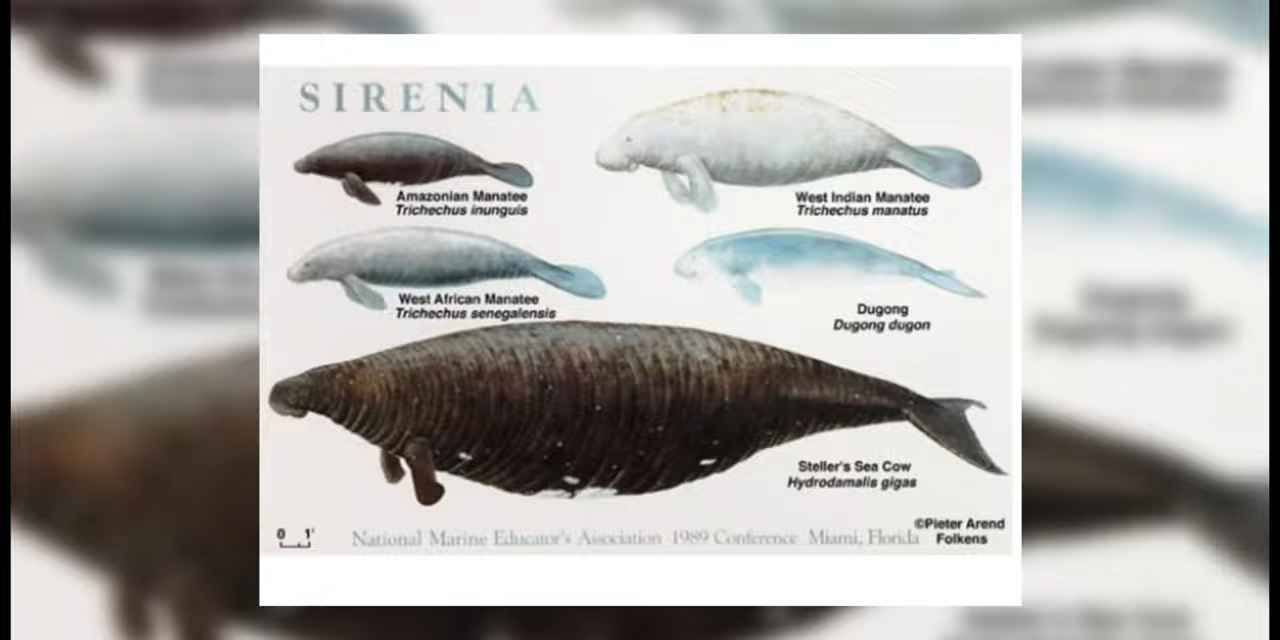 SIRENIA
Amazonian Manatee
Trichechus inunguis
West Indian Manatee
Trichechus manatus
West African Manatee
Trichechus senegalensis
Dugong
Dugong dugon
Steller's Sea Cow
Hydrodamalis gigas
0 1'
National Marine Educator's Association 1989 Conference Miami, Florida
©Pieter Arend
Folkens